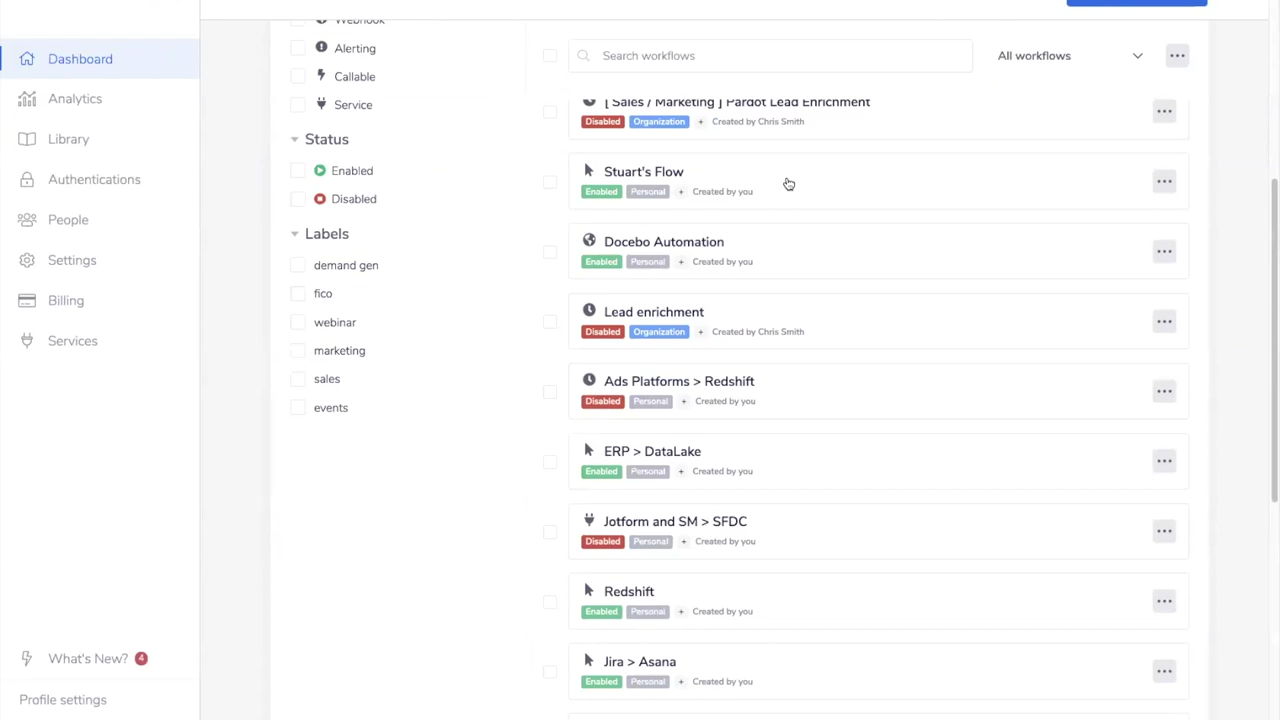 Dashboard
Analytics
Library
Authentications
People
Settings
Billing
Services
What's New? 4
Profile settings
Webhook
Alerting
Callable
Service
Status
Enabled
Disabled
Labels
demand gen
fico
webinar
marketing
sales
events
Search workflows
All workflows
[ Sales / Marketing ] Pardot Lead Enrichment
Disabled Organization + Created by Chris Smith
Stuart's Flow
Enabled Personal + Created by you
Docebo Automation
Enabled Personal + Created by you
Lead enrichment
Disabled Organization + Created by Chris Smith
Ads Platforms > Redshift
Disabled Personal + Created by you
ERP > DataLake
Enabled Personal + Created by you
Jotform and SM > SFDC
Disabled Personal + Created by you
Redshift
Enabled Personal + Created by you
Jira > Asana
Enabled Personal + Created by you